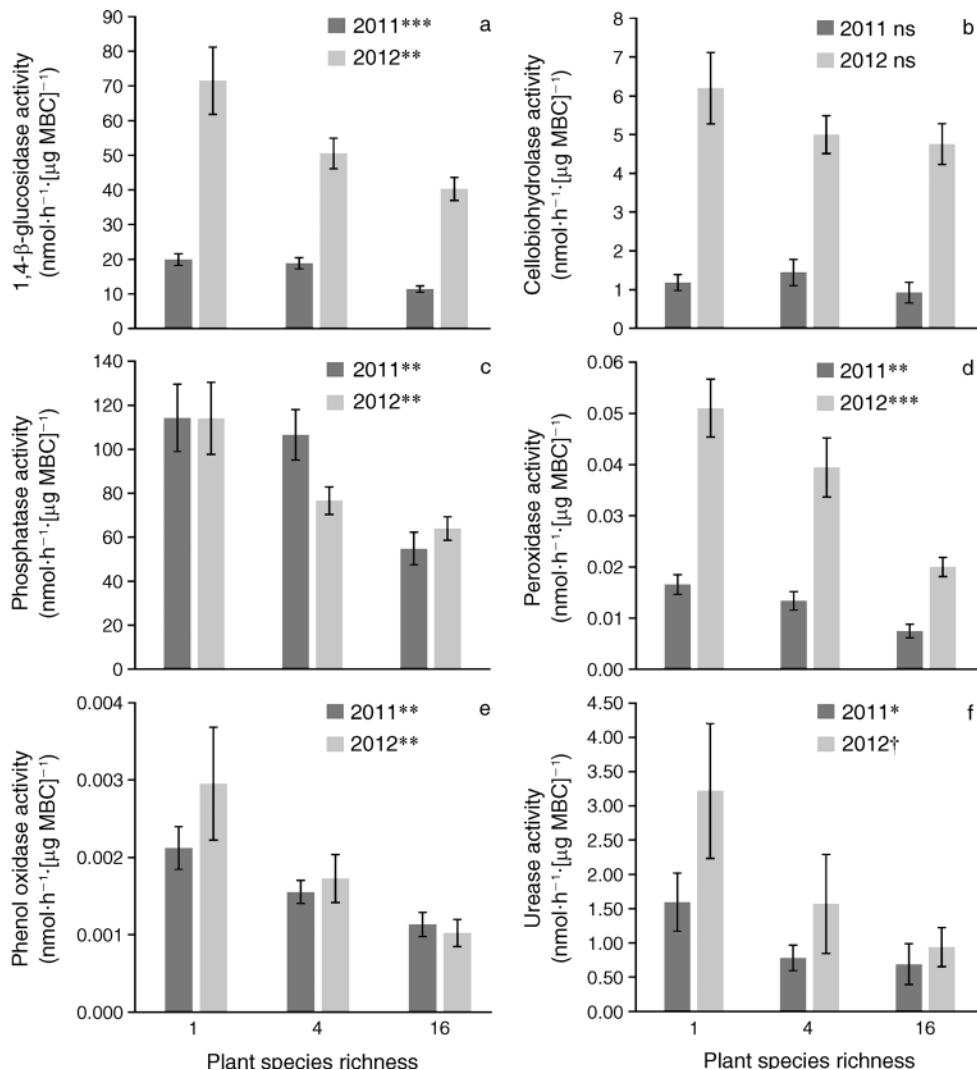 1,4-β-glucosidase activity
(nmol·h⁻¹·[μg MBC]⁻¹
90
80
70
60
50
40
30
20
10
0
2011***
2012**
a
Cellobiohydrolase activity
(nmol·h⁻¹·[μg MBC]⁻¹
8
7
6
5
4
3
2
1
0
2011 ns
2012 ns
b
Phosphatase activity
(nmol·h⁻¹·[μg MBC]⁻¹
140
120
100
80
60
40
20
0
2011**
2012**
c
Peroxidase activity
(nmol·h⁻¹·[μg MBC]⁻¹
0.06
0.05
0.04
0.03
0.02
0.01
0.00
2011**
2012***
d
Phenol oxidase activity
(nmol·h⁻¹·[μg MBC]⁻¹
0.004
0.003
0.002
0.001
0.000
2011**
2012**
e
1 4 16
Plant species richness
Urease activity
(nmol·h⁻¹·[μg MBC]⁻¹
4.50
4.00
3.50
3.00
2.50
2.00
1.50
1.00
0.50
0.00
2011*
2012†
f
1 4 16
Plant species richness